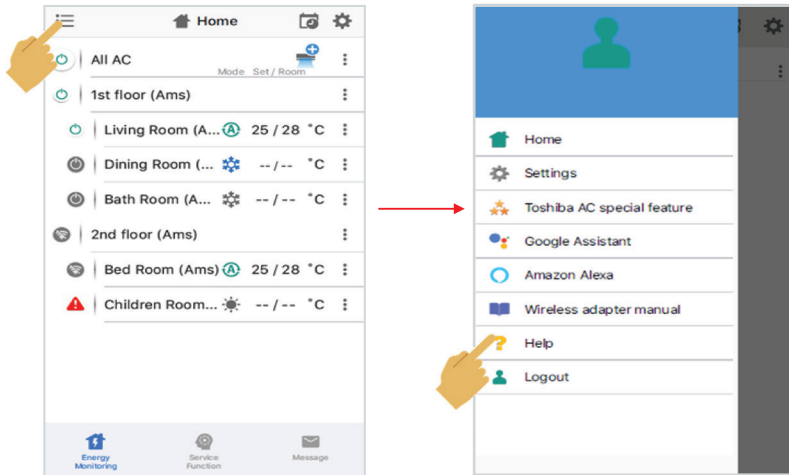 Home
All AC
Mode Set / Room
1st floor (Ams)
Living Room (A... A 25 / 28 °C
Dining Room (... -- / -- °C
Bath Room (A... -- / -- °C
2nd floor (Ams)
Bed Room (Ams) A 25 / 28 °C
Children Room... -- / -- °C
Energy
Monitoring
Service
Function
Message
Home
Settings
Toshiba AC special feature
Google Assistant
Amazon Alexa
Wireless adapter manual
? Help
Logout